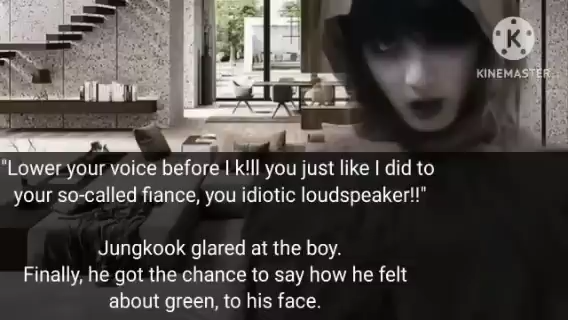 K
KINEMASTER
"Lower your voice before I k!ll you just like I did to
your so-called fiance, you idiotic loudspeaker!!"
Jungkook glared at the boy.
Finally, he got the chance to say how he felt
about green, to his face.